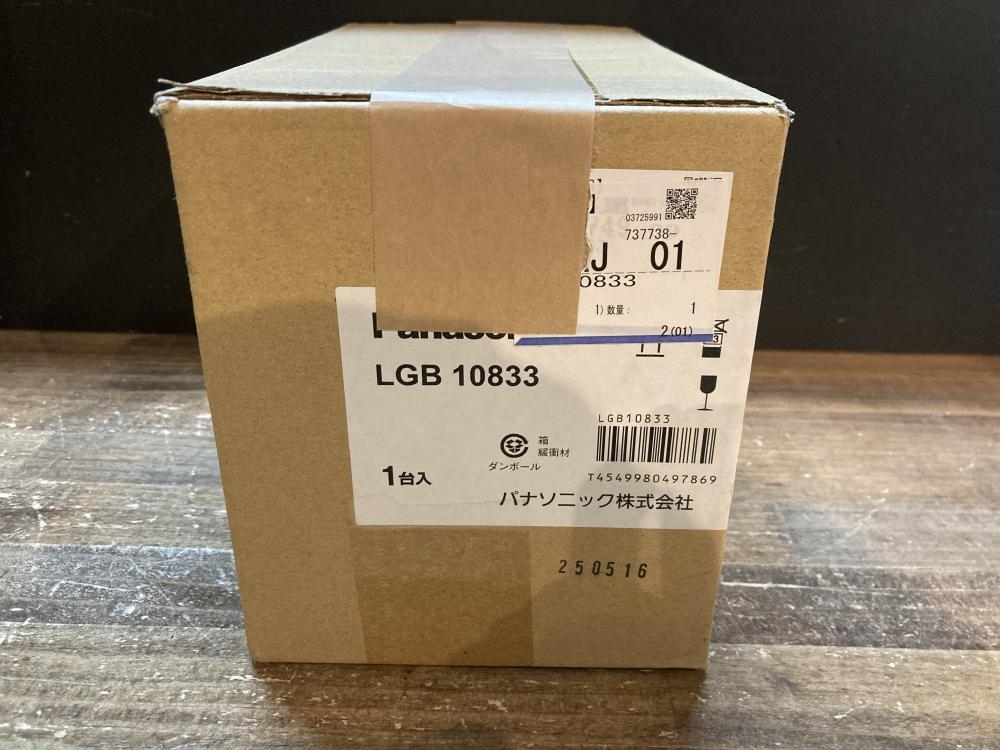 03725991
737738-
J 01
0833
1) 数量: 1
2 (01)
Panasoni
LGB 10833
LGB10833
箱
緩衝材
ダンボール
1台入
T4549980497869
パナソニック株式会社
250516